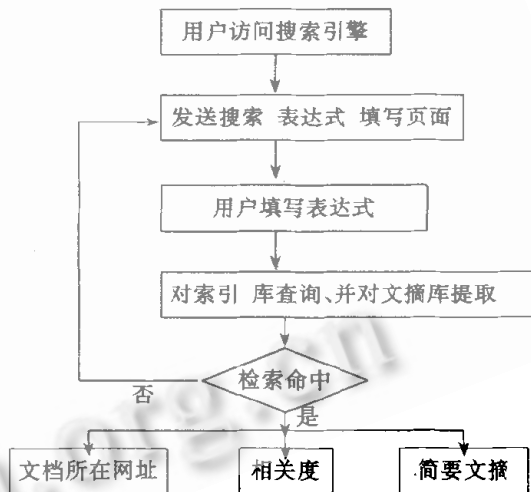 用户访问搜索引擎
发送搜索 表达式 填写页面
用户填写表达式
对索引 库查询、并对文摘库提取
检索命中
否
是
文档所在网址
相关度
简要文摘
.org.cn